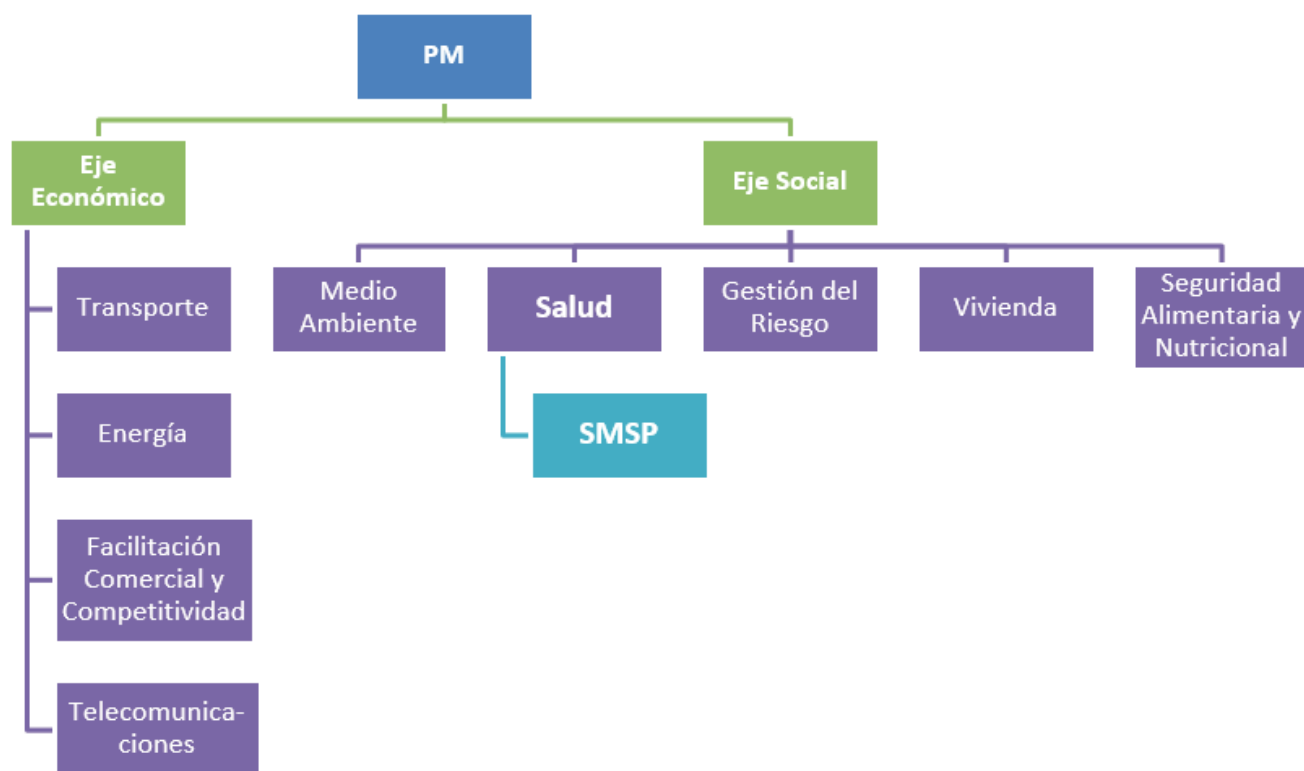 PM
Eje
Económico
Eje Social
Transporte
Medio
Ambiente
Salud
Gestión del
Riesgo
Vivienda
Seguridad
Alimentaria y
Nutricional
Energía
SMSP
Facilitación
Comercial y
Competitividad
Telecomunica-
ciones